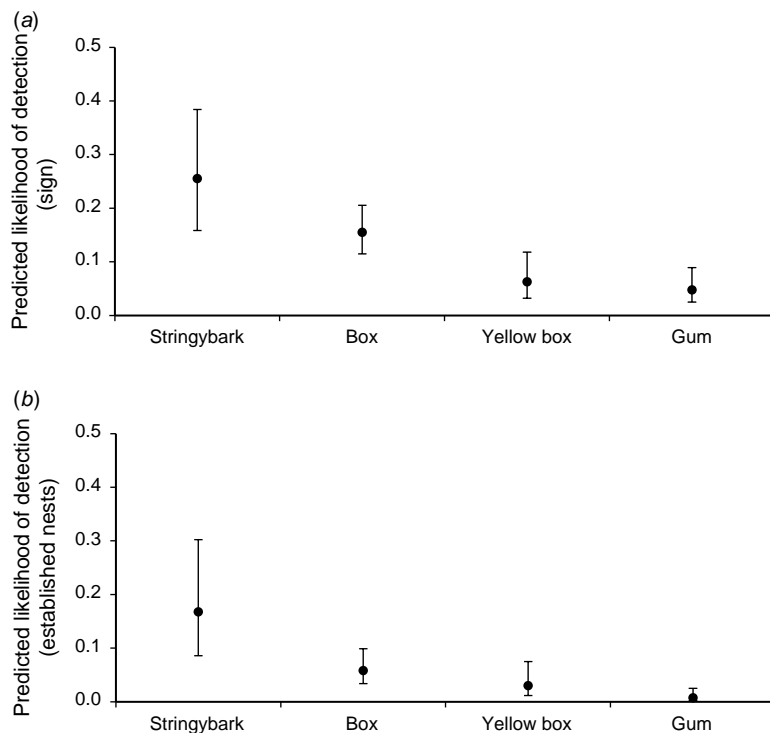 (a)
Predicted likelihood of detection
(sign)
0.5
0.4
0.3
0.2
0.1
0.0
Stringybark Box Yellow box Gum
(b)
Predicted likelihood of detection
(established nests)
0.5
0.4
0.3
0.2
0.1
0.0
Stringybark Box Yellow box Gum